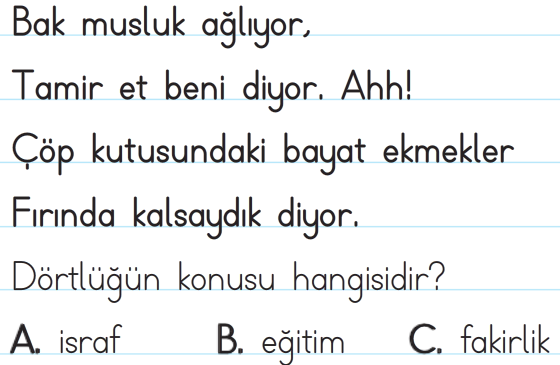 Bak musluk ağlıyor,
Tamir et beni diyor. Ahh!
Çöp kutusundaki bayat ekmekler
Fırında kalsaydık diyor.
Dörtlüğün konusu hangisidir?
A. israf B. eğitim C. fakirlik